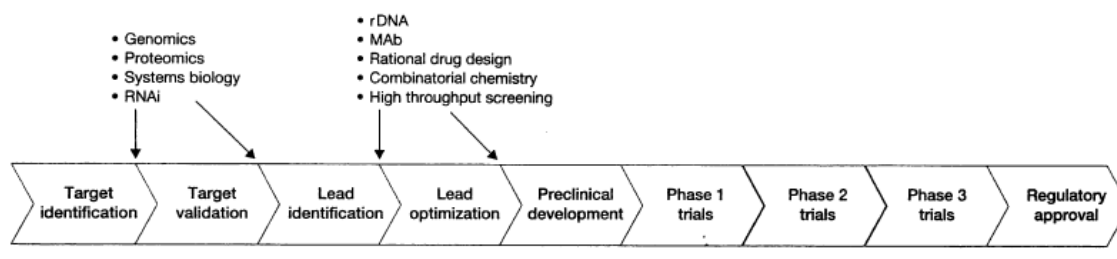 • Genomics
• Proteomics
• Systems biology
• RNAi
• rDNA
• MAb
• Rational drug design
• Combinatorial chemistry
• High throughput screening
Target
identification
Target
validation
Lead
identification
Lead
optimization
Preclinical
development
Phase 1
trials
Phase 2
trials
Phase 3
trials
Regulatory
approval